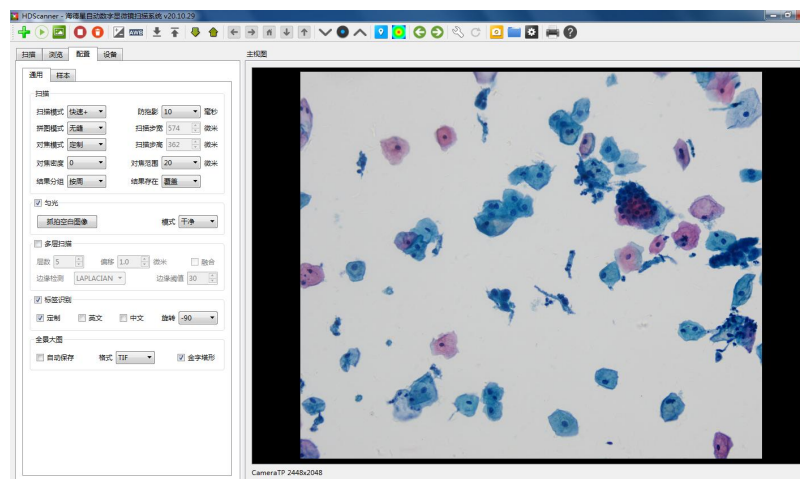 HDScanner - 海德星自动数字显微镜扫描系统 v20.10.29
AWB
扫描 浏览 配置 设备
主视图
通用 样本
扫描
扫描模式 快速+ 防拖影 10 毫秒
拼图模式 无缝 扫描步宽 574 微米
对焦模式 定制 扫描步高 362 微米
对焦密度 0 对焦范围 20 微米
结果分组 按周 结果存在 覆盖
匀光
抓拍空白图像 模式 干净
多层扫描
层数 5 偏移 1.0 微米 融合
边缘检测 LAPLACIAN 边缘阈值 30
标签识别
定制 英文 中文 旋转 -90
全景大图
自动保存 格式 TIF 金字塔形
CameraTP 2448x2048